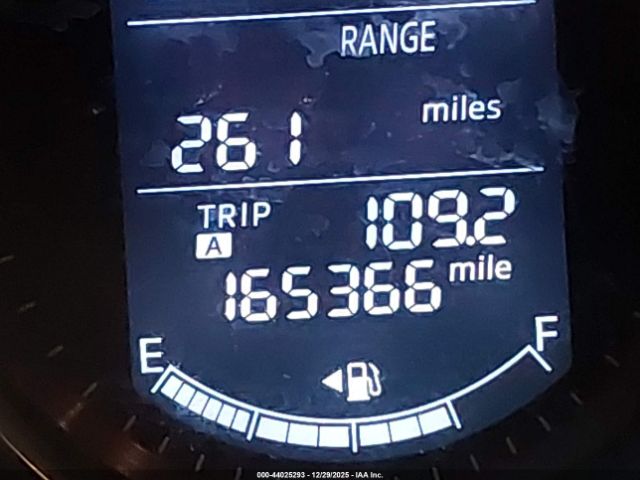 RANGE
261 miles
TRIP A 109.2
165366 mile
E F
000-44025293 - 12/29/2025 - IAA Inc.